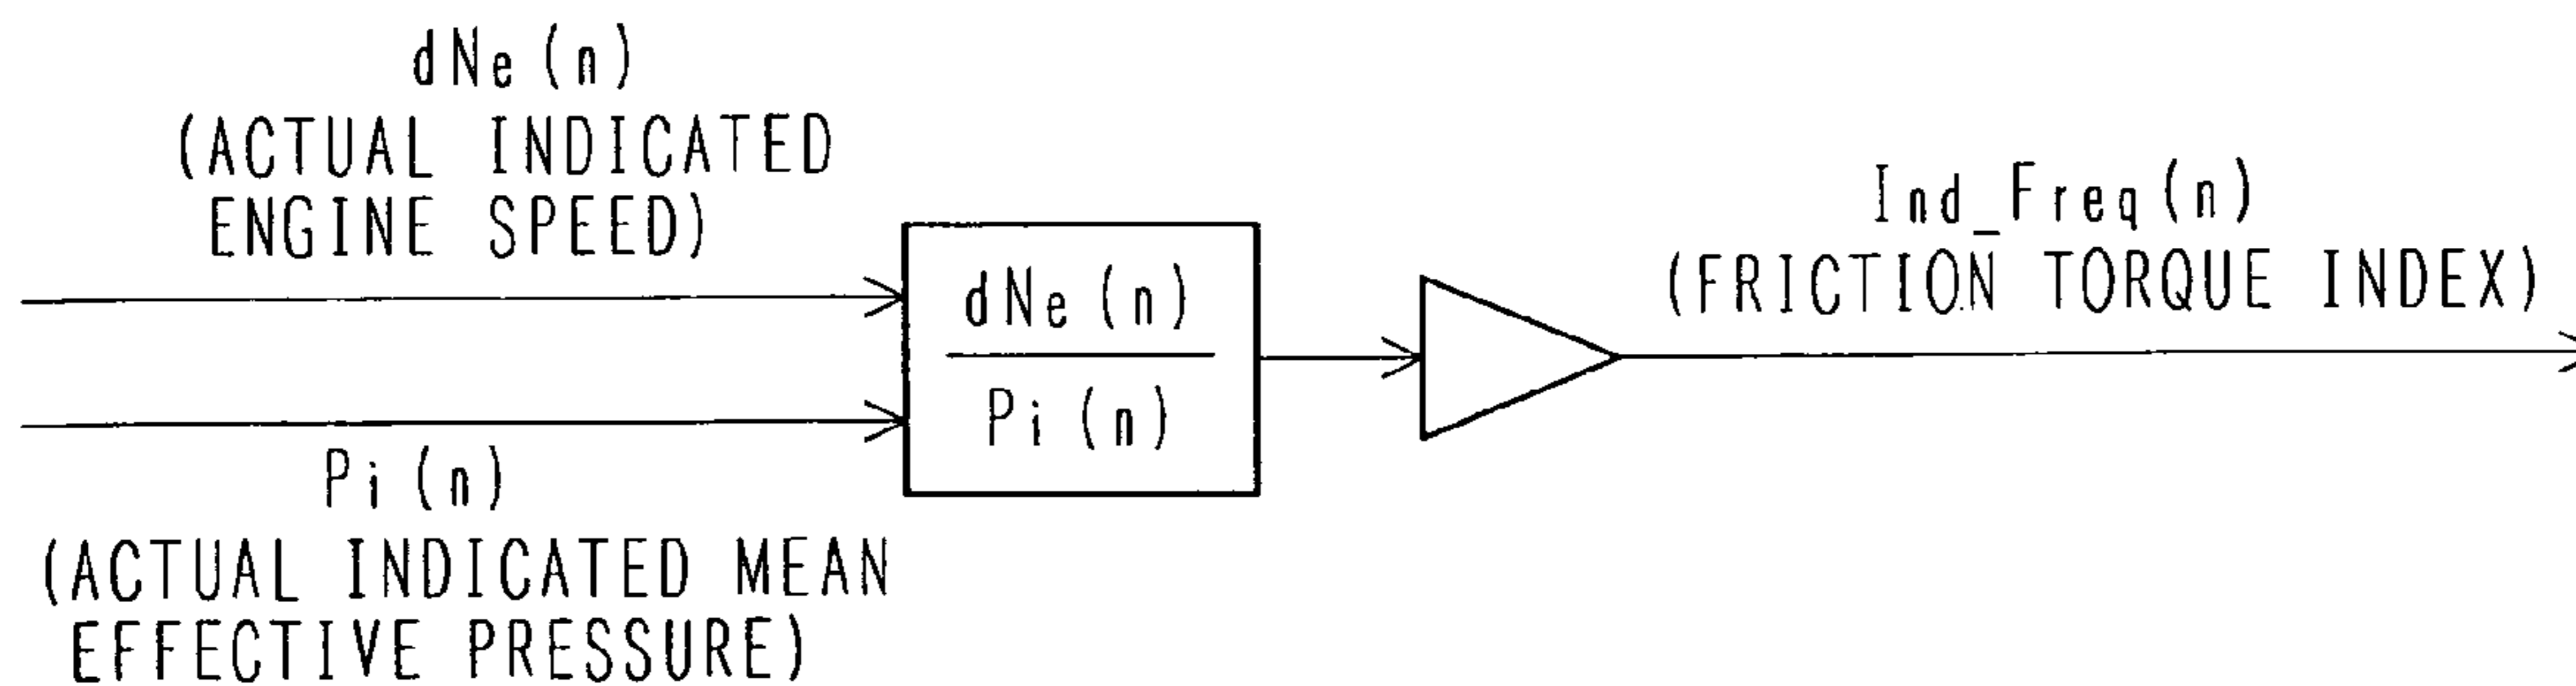 dNe(n)
(ACTUAL INDICATED
ENGINE SPEED)
dNe(n)
Pi(n)
Pi(n)
(ACTUAL INDICATED MEAN
EFFECTIVE PRESSURE)
Ind_Freq(n)
(FRICTION TORQUE INDEX)